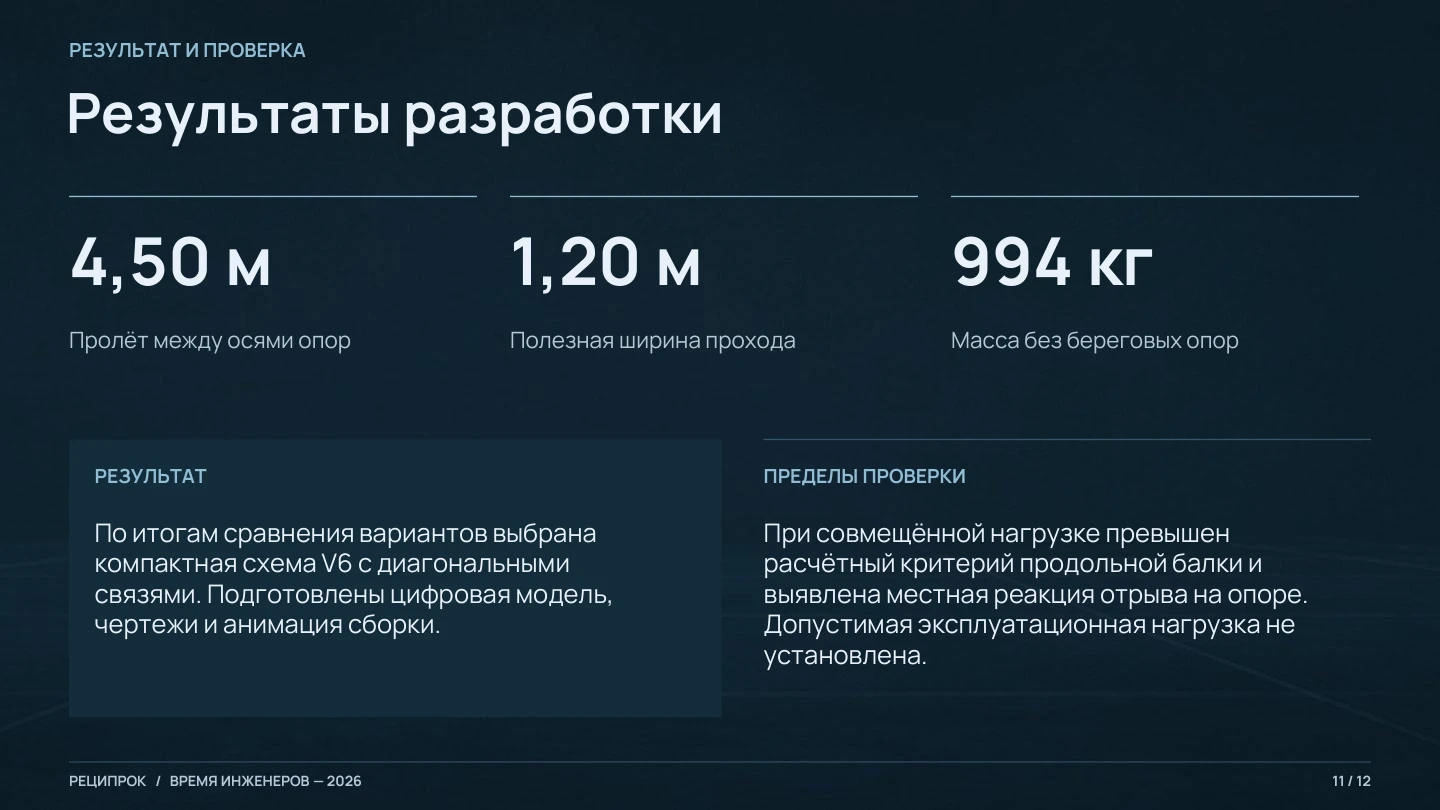 РЕЗУЛЬТАТ И ПРОВЕРКА
Результаты разработки
4,50 м
Пролёт между осями опор
1,20 м
Полезная ширина прохода
994 кг
Масса без береговых опор
РЕЗУЛЬТАТ
По итогам сравнения вариантов выбрана
компактная схема V6 с диагональными
связями. Подготовлены цифровая модель,
чертежи и анимация сборки.
ПРЕДЕЛЫ ПРОВЕРКИ
При совмещённой нагрузке превышен
расчётный критерий продольной балки и
выявлена местная реакция отрыва на опоре.
Допустимая эксплуатационная нагрузка не
установлена.
РЕЦИПРОК / ВРЕМЯ ИНЖЕНЕРОВ — 2026
11 / 12